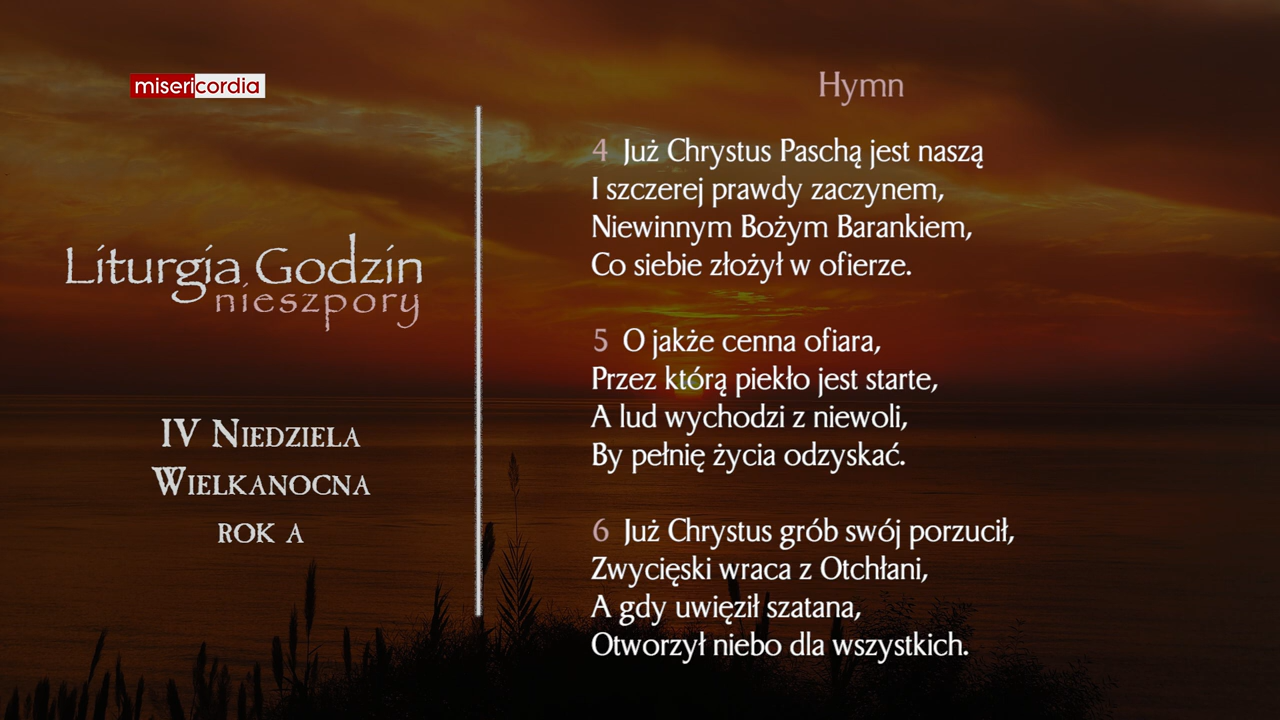 misericordia
Liturgia Godzin
nieszpory
IV Niedziela
Wielkanocna
rok a
Hymn
4 Już Chrystus Paschą jest naszą
I szczerej prawdy zaczynem,
Niewinnym Bożym Barankiem,
Co siebie złożył w ofierze.
5 O jakże cenna ofiara,
Przez którą piekło jest starte,
A lud wychodzi z niewoli,
By pełnię życia odzyskać.
6 Już Chrystus grób swój porzucił,
Zwycięski wraca z Otchłani,
A gdy uwięził szatana,
Otworzył niebo dla wszystkich.